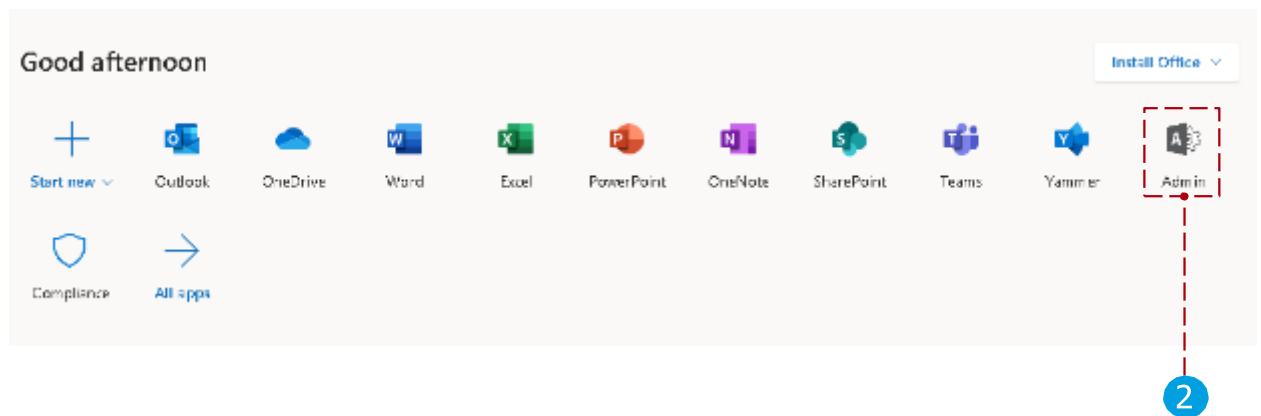 Good afternoon
Install Office
Start new
Outlook
OneDrive
Word
Excel
PowerPoint
OneNote
SharePoint
Teams
Yammer
Admin
Compliance
All apps
2